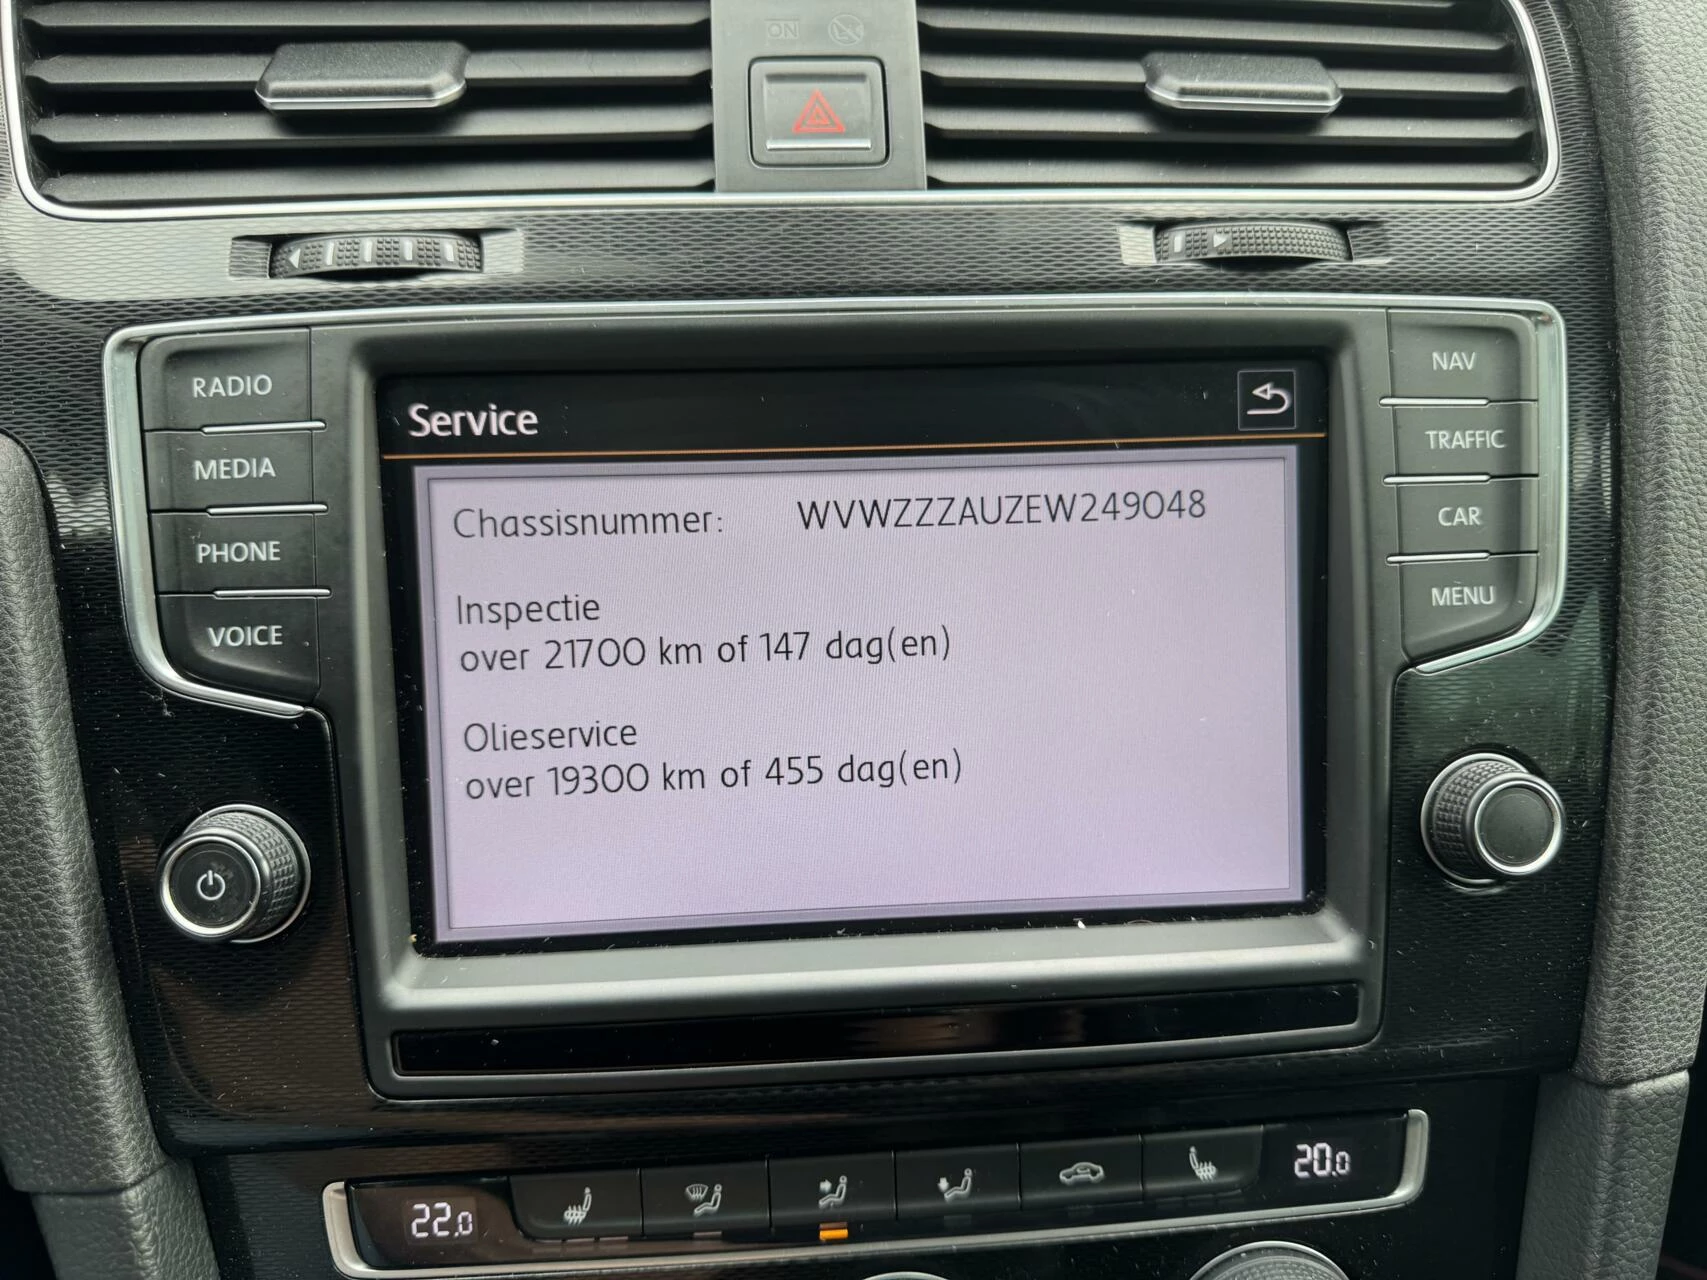 ON
RADIO
MEDIA
PHONE
VOICE
Service
Chassisnummer: WVWZZZAUZEW249048
Inspectie
over 21700 km of 147 dag(en)
Olieservice
over 19300 km of 455 dag(en)
NAV
TRAFFIC
CAR
MENU
22.0
20.0